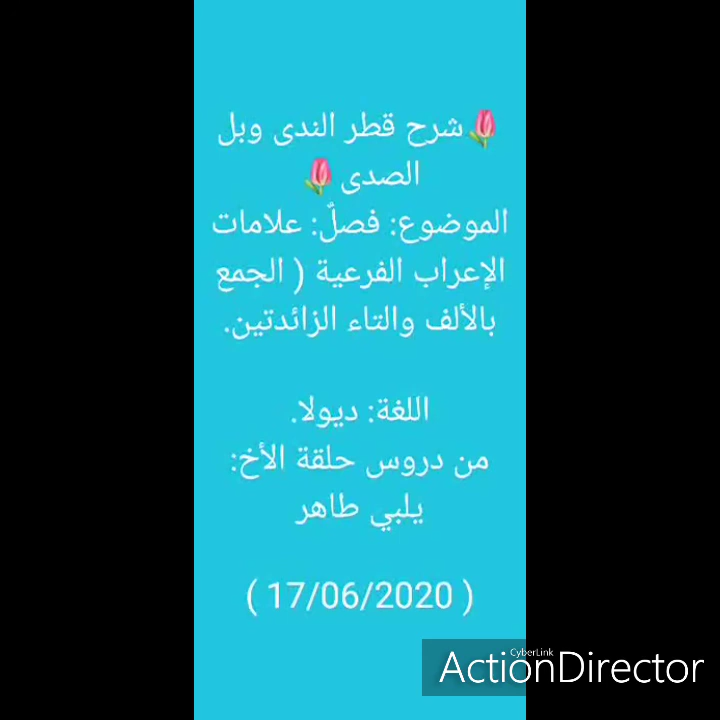 🌷شرح قطر الندى وبل
الصدى 🌷
الموضوع: فصلٌ: علامات
الإعراب الفرعية ( الجمع
بالألف والتاء الزائدتين.
اللغة: ديولا.
من دروس حلقة الأخ:
يلبي طاهر
( 17/06/2020 )
CyberLink
ActionDirector